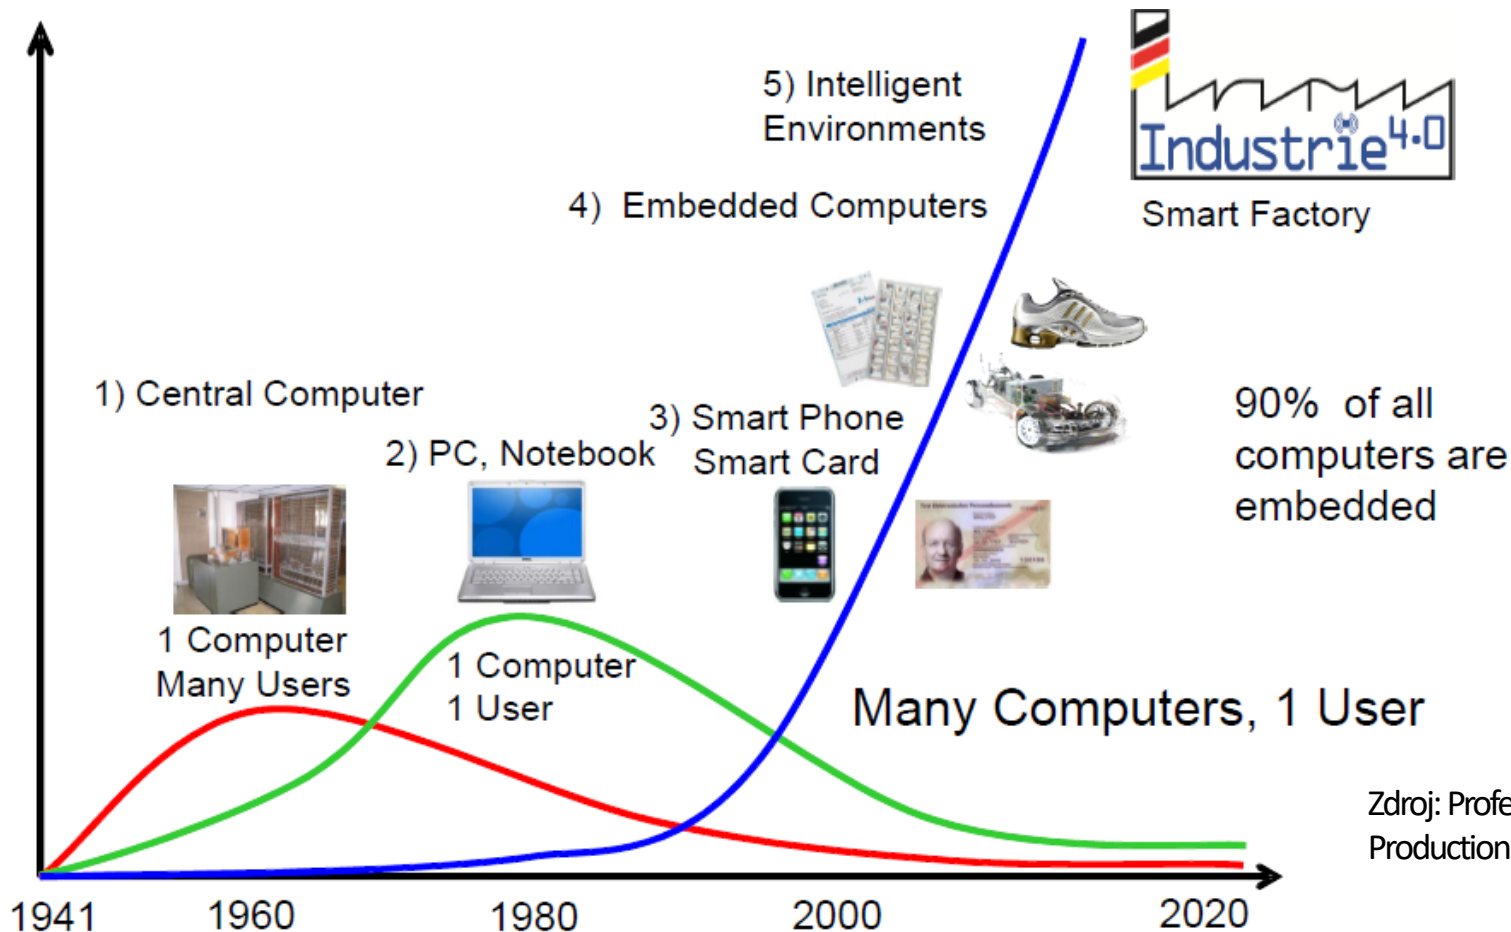 5) Intelligent
Environments
Industrie 4.0
4) Embedded Computers
Smart Factory
1) Central Computer
3) Smart Phone
Smart Card
2) PC, Notebook
90% of all
computers are
embedded
1 Computer
Many Users
1 Computer
1 User
Many Computers, 1 User
Zdroj:
Production
1941 1960 1980 2000 2020